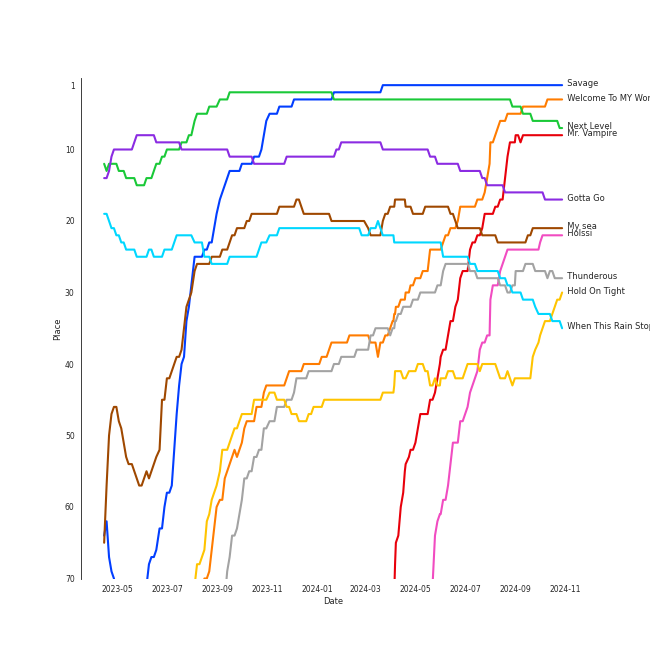 1
10
20
30
40
50
60
70
Place
Savage
Welcome To MY Wor
Next Level
Mr. Vampire
Gotta Go
My sea
Holssi
Thunderous
Hold On Tight
When This Rain Stop
2023-05 2023-07 2023-09 2023-11 2024-01 2024-03 2024-05 2024-07 2024-09 2024-11
Date